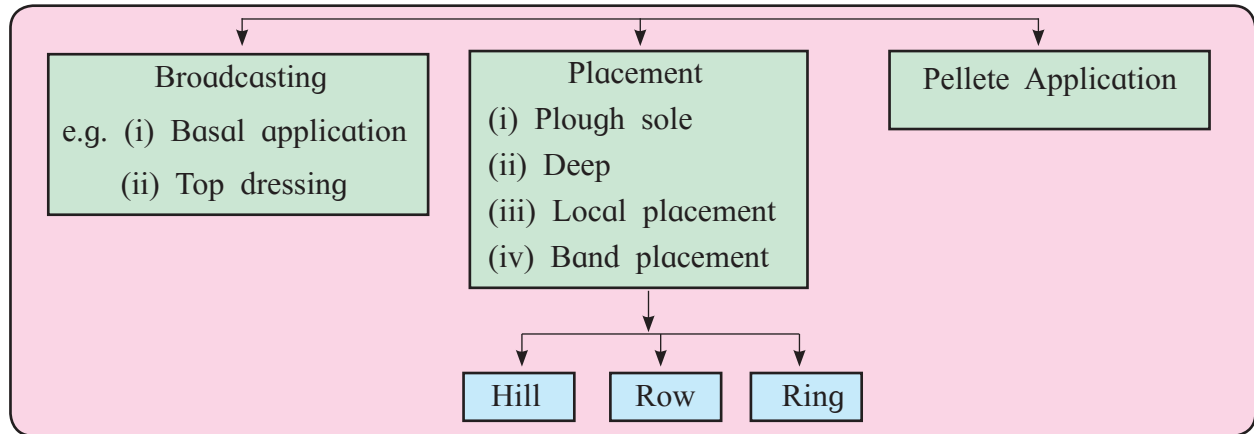 Broadcasting
e.g. (i) Basal application
(ii) Top dressing
Placement
(i) Plough sole
(ii) Deep
(iii) Local placement
(iv) Band placement
Pellete Application
Hill
Row
Ring